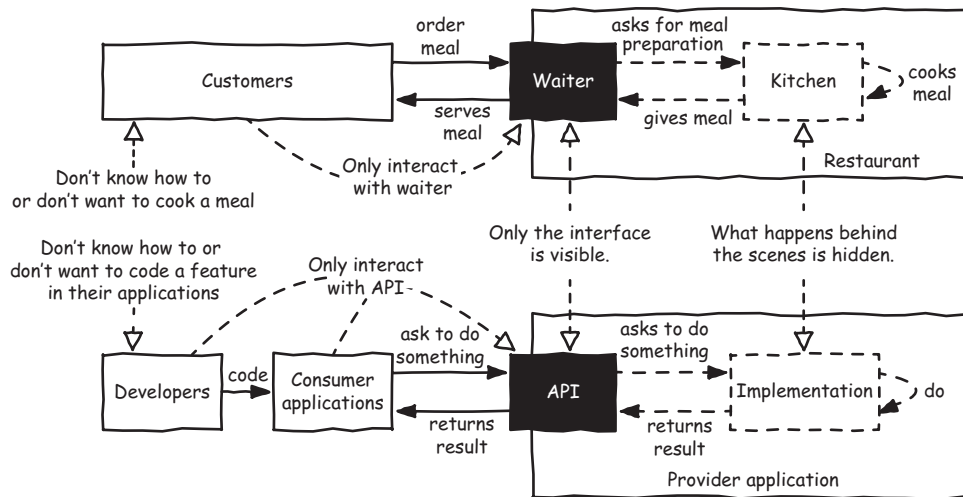 order
meal
asks for meal
preparation
Customers
Waiter
Kitchen
cooks
meal
serves
meal
gives meal
Only interact
with waiter
Restaurant
Don't know how to
or don't want to cook a meal
Don't know how to or
don't want to code a feature
in their applications
Only interact
with API
Only the interface
is visible.
What happens behind
the scenes is hidden.
ask to do
something
asks to do
something
Developers
code
Consumer
applications
API
Implementation
do
returns
result
returns
result
Provider application